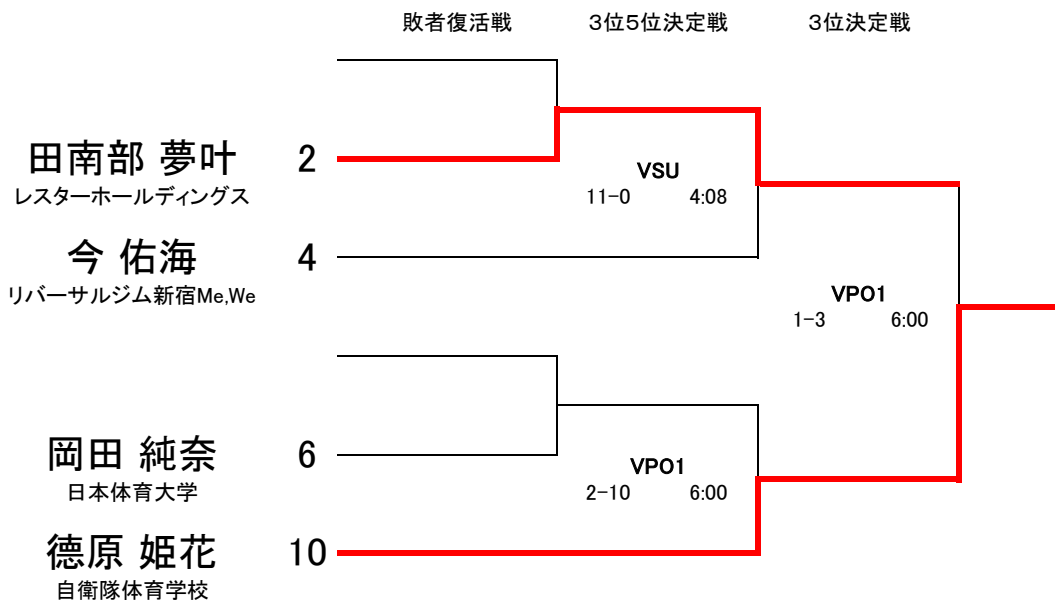 敗者復活戦 3位5位決定戦 3位決定戦
田南部 夢叶 2
レスターホールディングス
VSU
11-0 4:08
今 佑海 4
リバーサルジム新宿Me,We
VPO1
1-3 6:00
岡田 純奈 6
日本体育大学
VPO1
2-10 6:00
德原 姫花 10
自衛隊体育学校